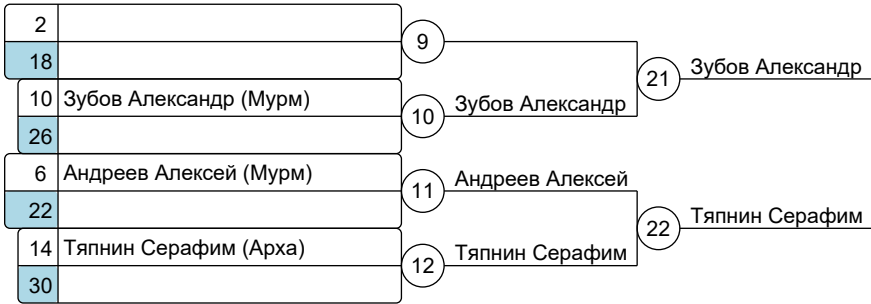 2
9
18
21 Зубов Александр
10 Зубов Александр (Мурм)
10 Зубов Александр
26
6 Андреев Алексей (Мурм)
11 Андреев Алексей
22
22 Тяпнин Серафим
14 Тяпнин Серафим (Арха)
12 Тяпнин Серафим
30